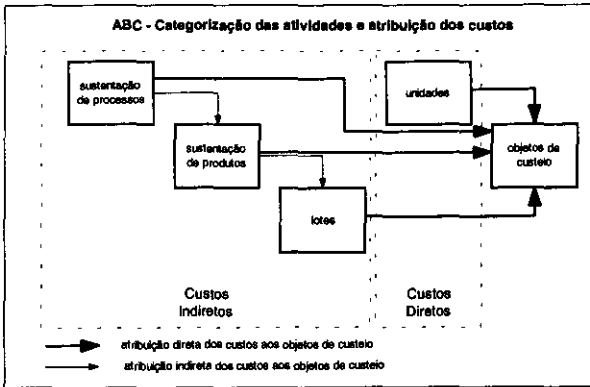 ABC - Categorização das atividades e atribuição dos custos
sustentação
de processos
unidades
sustentação
de produtos
objetos de
custeio
lotes
Custos
Indiretos
Custos
Diretos
atribuição direta dos custos aos objetos de custeio
atribuição indireta dos custos aos objetos de custeio